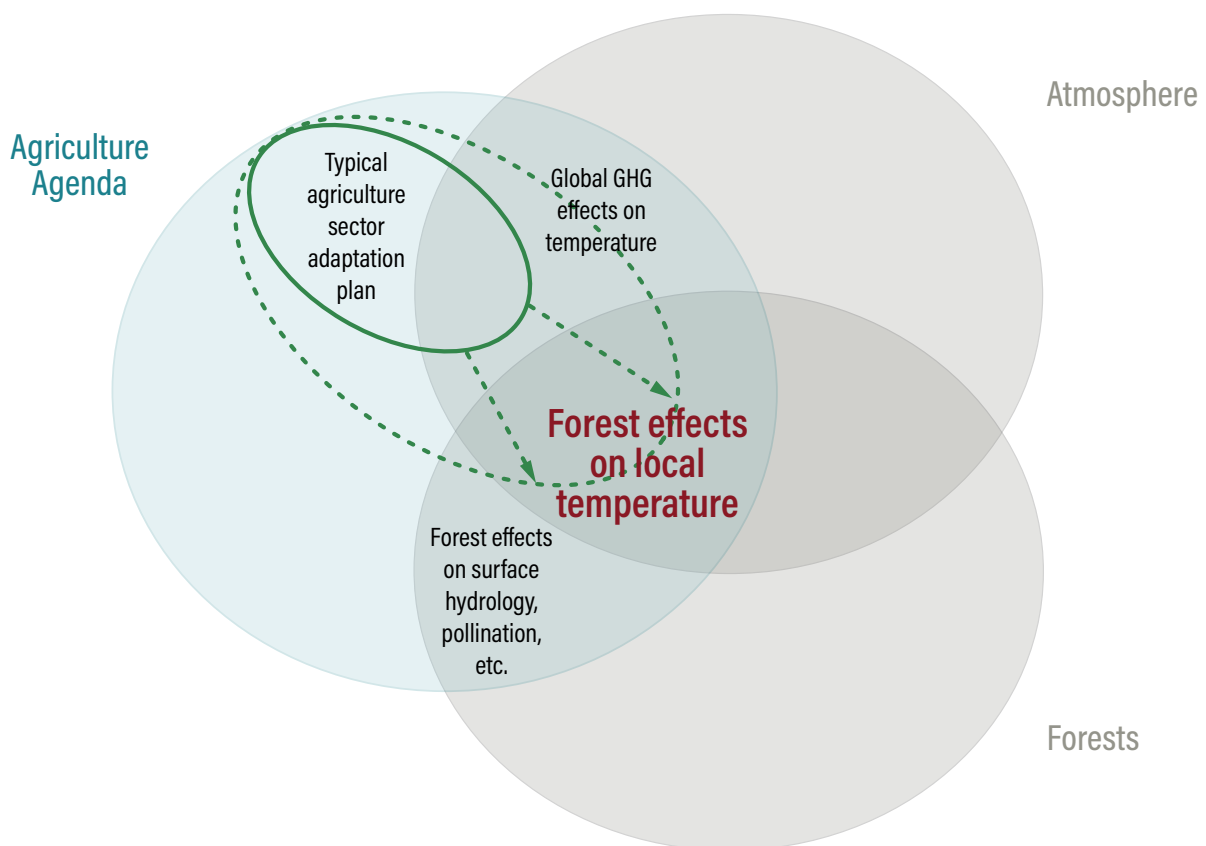 Atmosphere
Agriculture
Agenda
Typical
agriculture
sector
adaptation
plan
Global GHG
effects on
temperature
Forest effects
on local
temperature
Forest effects
on surface
hydrology,
pollination,
etc.
Forests